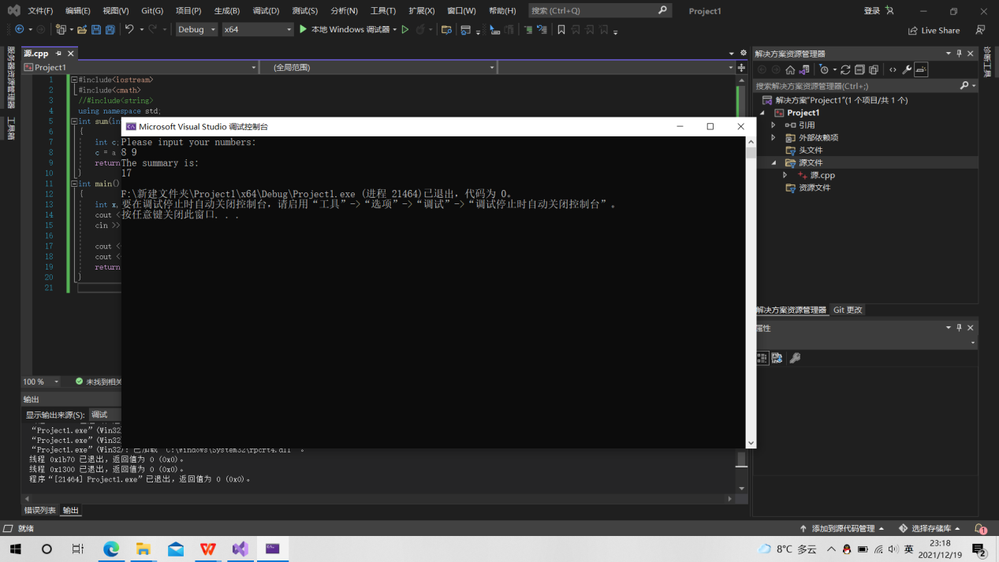 文件(F) 编辑(E) 视图(V) Git(G) 项目(P) 生成(B) 调试(D) 测试(S) 分析(N) 工具(T) 扩展(X) 窗口(W) 帮助(H) 搜索 (Ctrl+Q) Project1 登录
Debug x64 本地 Windows 调试器 Live Share
服务器资源管理器
工具箱
源.cpp
Project1 (全局范围)
1 #include<iostream>
2 #include<cmath>
3 //#include<string>
4 using namespace std;
5 int sum(in
6 {
7 int c;
8 c = a
9 return
10 }
11 int main()
12 {
13 int x,
14 cout <
15 cin >>
16
17 cout <
18 cout <
19 return
20 }
21
Microsoft Visual Studio 调试控制台
Please input your numbers:
8 9
The summary is:
17
F:\新建文件夹\Project1\x64\Debug\Project1.exe (进程 21464)已退出，代码为 0。
要在调试停止时自动关闭控制台，请启用“工具”->“选项”->“调试”->“调试停止时自动关闭控制台”。
按任意键关闭此窗口. . .
解决方案资源管理器
搜索解决方案资源管理器(Ctrl+;)
解决方案"Project1"(1 个项目/共 1 个)
Project1
引用
外部依赖项
头文件
源文件
源.cpp
资源文件
诊断工具
解决方案资源管理器 Git 更改
属性
100 % 未找到相关
输出
显示输出来源(S): 调试
“Project1.exe”(Win32)
“Project1.exe”(Win32)
“Project1.exe”(Win32): 已加载“C:\Windows\System32\rpcrt4.dll”。
线程 0x1b70 已退出，返回值为 0 (0x0)。
线程 0x1300 已退出，返回值为 0 (0x0)。
程序“[21464] Project1.exe”已退出，返回值为 0 (0x0)。
错误列表 输出
就绪 添加到源代码管理 选择存储库 1
8°C 多云 英 23:18
2021/12/19 2